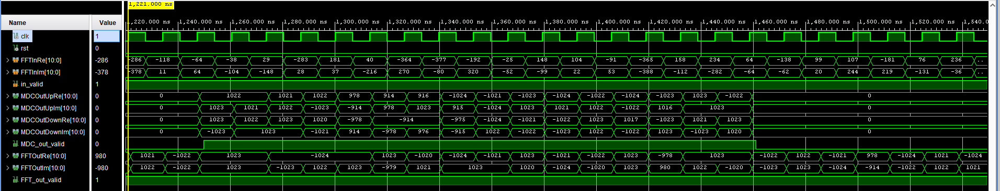 1,221.000 ns
Name Value 1,220.000 ns 1,240.000 ns 1,260.000 ns 1,280.000 ns 1,300.000 ns 1,320.000 ns 1,340.000 ns 1,360.000 ns 1,380.000 ns 1,400.000 ns 1,420.000 ns 1,440.000 ns 1,460.000 ns 1,480.000 ns 1,500.000 ns 1,520.000 ns 1,540.0
clk 1
rst 0
FFTInRe[10:0] -286 -286 -118 -64 -38 29 -283 181 40 -364 -377 -192 -25 148 104 -91 -365 158 234 64 -138 99 107 -181 76 236 ..
FFTInIm[10:0] -378 -378 11 64 -104 -148 28 37 -216 270 -80 320 -52 -99 22 53 -388 -112 -282 -64 -62 20 244 219 -131 -36 ..
in_valid 1
MDCOutUpRe[10:0] 0 0 1022 1021 1022 978 914 916 -1024 -1021 -1023 -1024 -1022 -1024 -1023 1023 -1022 0
MDCOutUpIm[10:0] 0 0 1023 1021 1022 -1023 -914 978 1023 915 -1024 1023 1021 1022 -1022 1016 1023 0
MDCOutDownRe[10:0] 0 0 1023 1022 1023 1020 -978 -914 -975 -1024 -1021 -1022 1023 1017 -1023 1021 1023 0
MDCOutDownIm[10:0] 0 0 -1023 1023 -1021 914 -978 976 -915 1022 -1022 -1023 1022 1023 -1023 1020 0
MDC_out_valid 0
FFTOutRe[10:0] 980 1021 -1022 1023 -1024 1023 -1020 -1024 -1021 1023 -1021 1023 -1022 -978 1023 -1022 1022 -1021 978 -1024 1021 -1024
FFTOutIm[10:0] -980 1022 1022 1023 -1023 1022 1023 -979 1021 1023 1020 -1024 -1020 1023 980 1022 -1020 -1023 1023 -1024 -914 -1022 1022 1021
FFT_out_valid 1